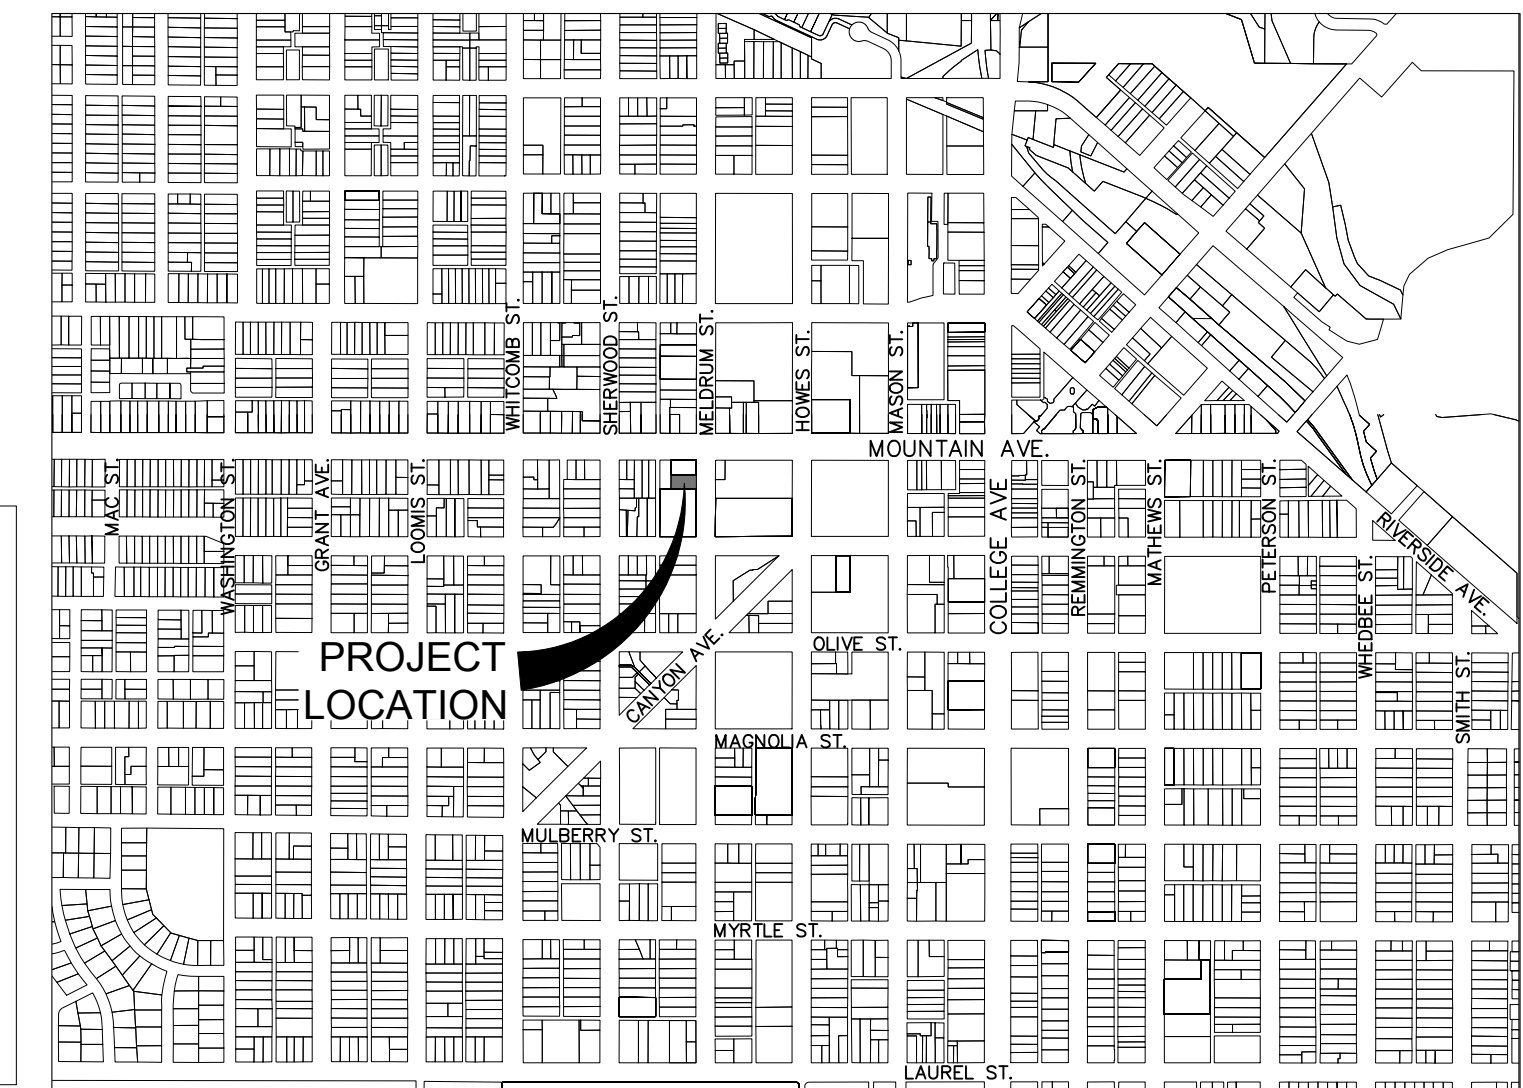 WHITCOMB ST.
SHERWOOD ST.
MELDRUM ST.
HOWES ST.
MASON ST.
MOUNTAIN AVE.
MAC ST.
WASHINGTON ST.
GRANT AVE.
LOOMIS ST.
COLLEGE AVE
REMMINGTON ST.
MATHEWS ST.
PETERSON ST.
RIVERSIDE AVE.
WHEDBEE ST.
SMITH ST.
PROJECT
LOCATION
CANYON AVE.
OLIVE ST.
MAGNOLIA ST.
MULBERRY ST.
MYRTLE ST.
LAUREL ST.